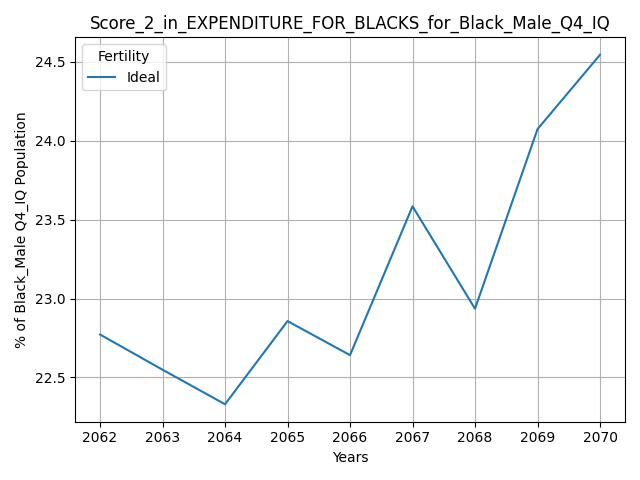 Score_2_in_EXPENDITURE_FOR_BLACKS_for_Black_Male_Q4_IQ
Fertility
Ideal
% of Black_Male Q4_IQ Population
24.5
24.0
23.5
23.0
22.5
2062 2063 2064 2065 2066 2067 2068 2069 2070
Years